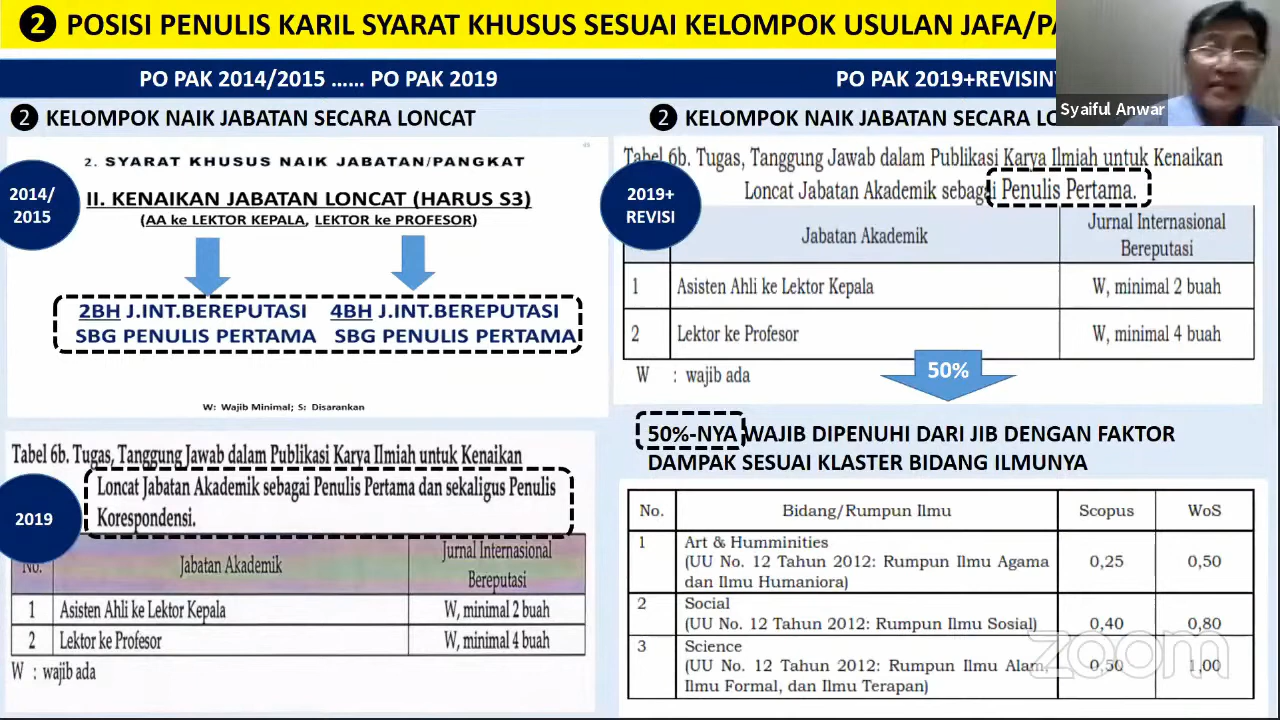 ❷ POSISI PENULIS KARIL SYARAT KHUSUS SESUAI KELOMPOK USULAN JAFA/PA
PO PAK 2014/2015 ...... PO PAK 2019
❷ KELOMPOK NAIK JABATAN SECARA LONCAT
2014/
2015
2. SYARAT KHUSUS NAIK JABATAN/PANGKAT
II. KENAIKAN JABATAN LONCAT (HARUS S3)
(AA ke LEKTOR KEPALA, LEKTOR ke PROFESOR)
2BH J.INT.BEREPUTASI 4BH J.INT.BEREPUTASI
SBG PENULIS PERTAMA SBG PENULIS PERTAMA
W: Wajib Minimal; S: Disarankan
2019
Tabel 6b. Tugas, Tanggung Jawab dalam Publikasi Karya Ilmiah untuk Kenaikan
Loncat Jabatan Akademik sebagai Penulis Pertama dan sekaligus Penulis
Korespondensi.
No. Jabatan Akademik Jurnal Internasional
Bereputasi
1 Asisten Ahli ke Lektor Kepala W, minimal 2 buah
2 Lektor ke Profesor W, minimal 4 buah
W : wajib ada
PO PAK 2019+REVISIN
Syaiful Anwar
❷ KELOMPOK NAIK JABATAN SECARA LO
2019+
REVISI
Tabel 6b. Tugas, Tanggung Jawab dalam Publikasi Karya Ilmiah untuk Kenaikan
Loncat Jabatan Akademik sebagai Penulis Pertama.
Jabatan Akademik Jurnal Internasional
Bereputasi
1 Asisten Ahli ke Lektor Kepala W, minimal 2 buah
2 Lektor ke Profesor W, minimal 4 buah
W : wajib ada
50%
50%-NYA WAJIB DIPENUHI DARI JIB DENGAN FAKTOR
DAMPAK SESUAI KLASTER BIDANG ILMUNYA
No. Bidang/Rumpun Ilmu Scopus WoS
1 Art & Humminities
(UU No. 12 Tahun 2012: Rumpun Ilmu Agama
dan Ilmu Humaniora) 0,25 0,50
2 Social
(UU No. 12 Tahun 2012: Rumpun Ilmu Sosial) 0,40 0,80
3 Science
(UU No. 12 Tahun 2012: Rumpun Ilmu Alam,
Ilmu Formal, dan Ilmu Terapan) 0,50 1,00
zoom